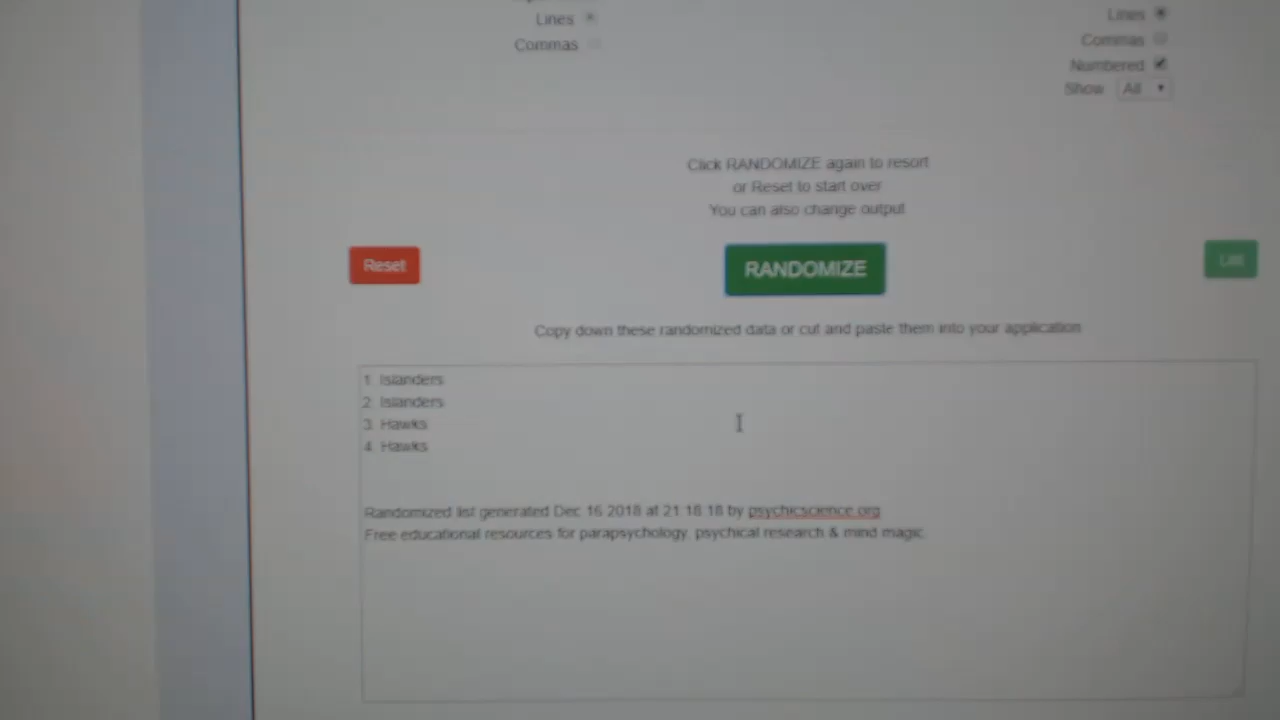 Lines
Commas
Lines
Commas
Numbered
Show All
Click RANDOMIZE again to resort
or Reset to start over
You can also change output
Reset
RANDOMIZE
List
Copy down these randomized data or cut and paste them into your application
1. Islanders
2. Islanders
3. Hawks
4. Hawks
Randomized list generated Dec 16 2018 at 21:18:18 by psychicscience.org
Free educational resources for parapsychology, psychical research & mind magic.